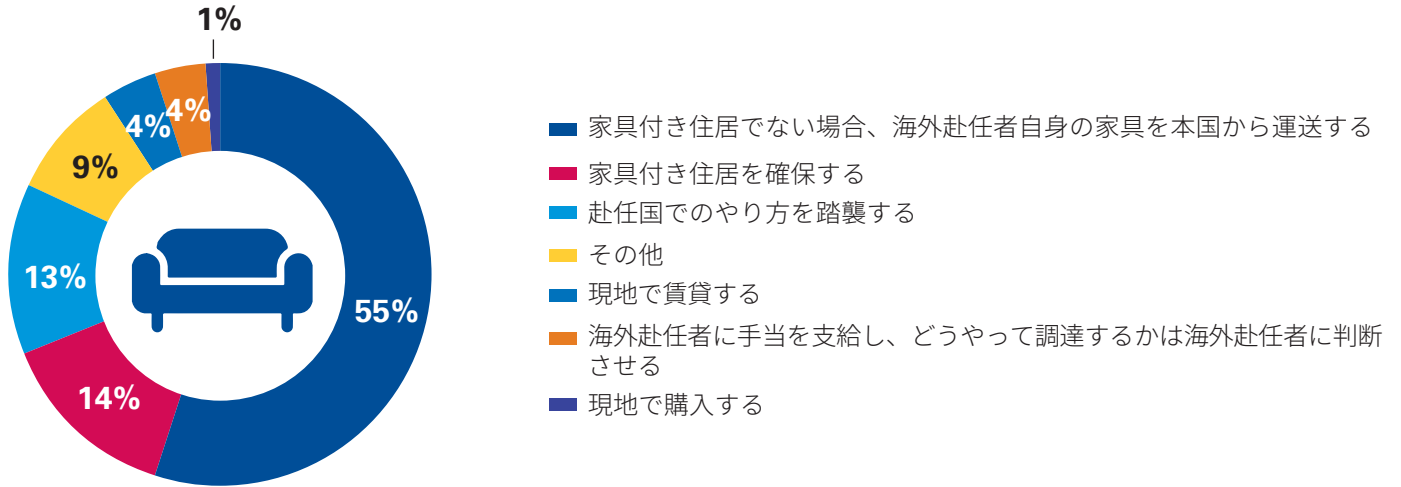 1%
4%
4%
9%
13%
14%
55%
家具付き住居でない場合、海外赴任者自身の家具を本国から運送する
家具付き住居を確保する
赴任国でのやり方を踏襲する
その他
現地で賃貸する
海外赴任者に手当を支給し、どうやって調達するかは海外赴任者に判断
させる
現地で購入する